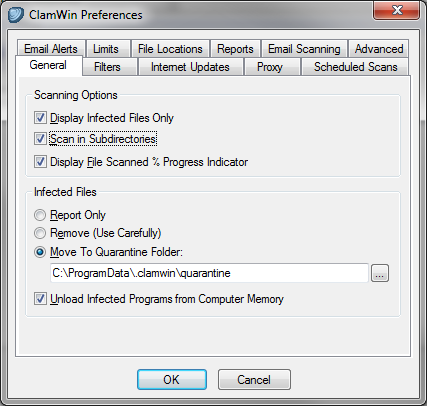 ClamWin Preferences
Email Alerts Limits File Locations Reports Email Scanning Advanced
General Filters Internet Updates Proxy Scheduled Scans
Scanning Options
Display Infected Files Only
Scan in Subdirectories
Display File Scanned % Progress Indicator
Infected Files
Report Only
Remove (Use Carefully)
Move To Quarantine Folder:
C:\ProgramData\.clamwin\quarantine ...
Unload Infected Programs from Computer Memory
OK Cancel